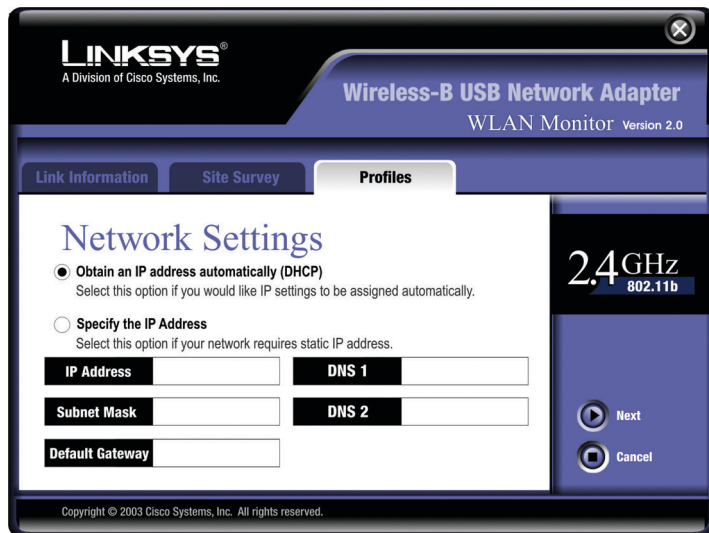 LINKSYS®
A Division of Cisco Systems, Inc.
Wireless-B USB Network Adapter
WLAN Monitor Version 2.0
Link Information Site Survey Profiles
Network Settings
Obtain an IP address automatically (DHCP)
Select this option if you would like IP settings to be assigned automatically.
Specify the IP Address
Select this option if your network requires static IP address.
IP Address DNS 1
Subnet Mask DNS 2
Default Gateway
2.4GHz
802.11b
Next
Cancel
Copyright © 2003 Cisco Systems, Inc. All rights reserved.